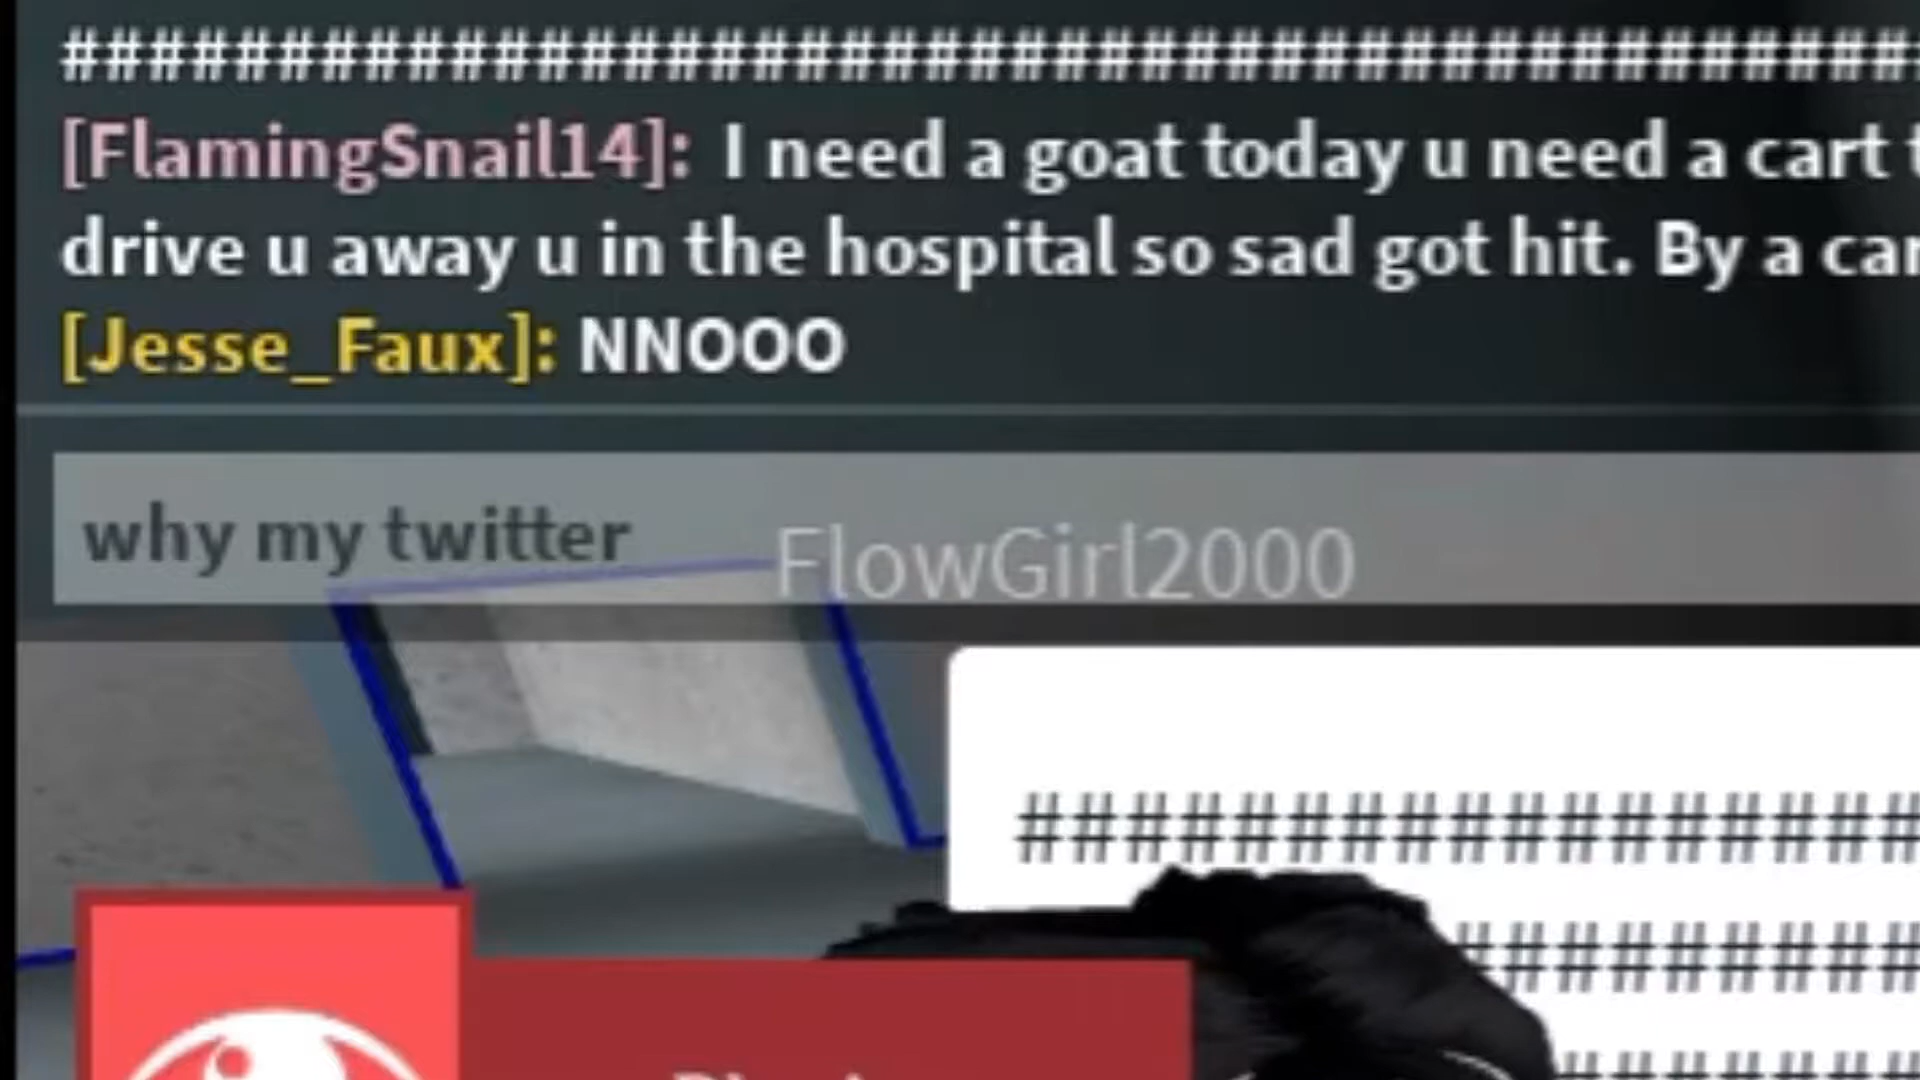 ############################################
[FlamingSnail14]: I need a goat today u need a cart
drive u away u in the hospital so sad got hit. By a
[Jesse_Faux]: NNOOO
why my twitter
FlowGirl2000
#################
#########
#######